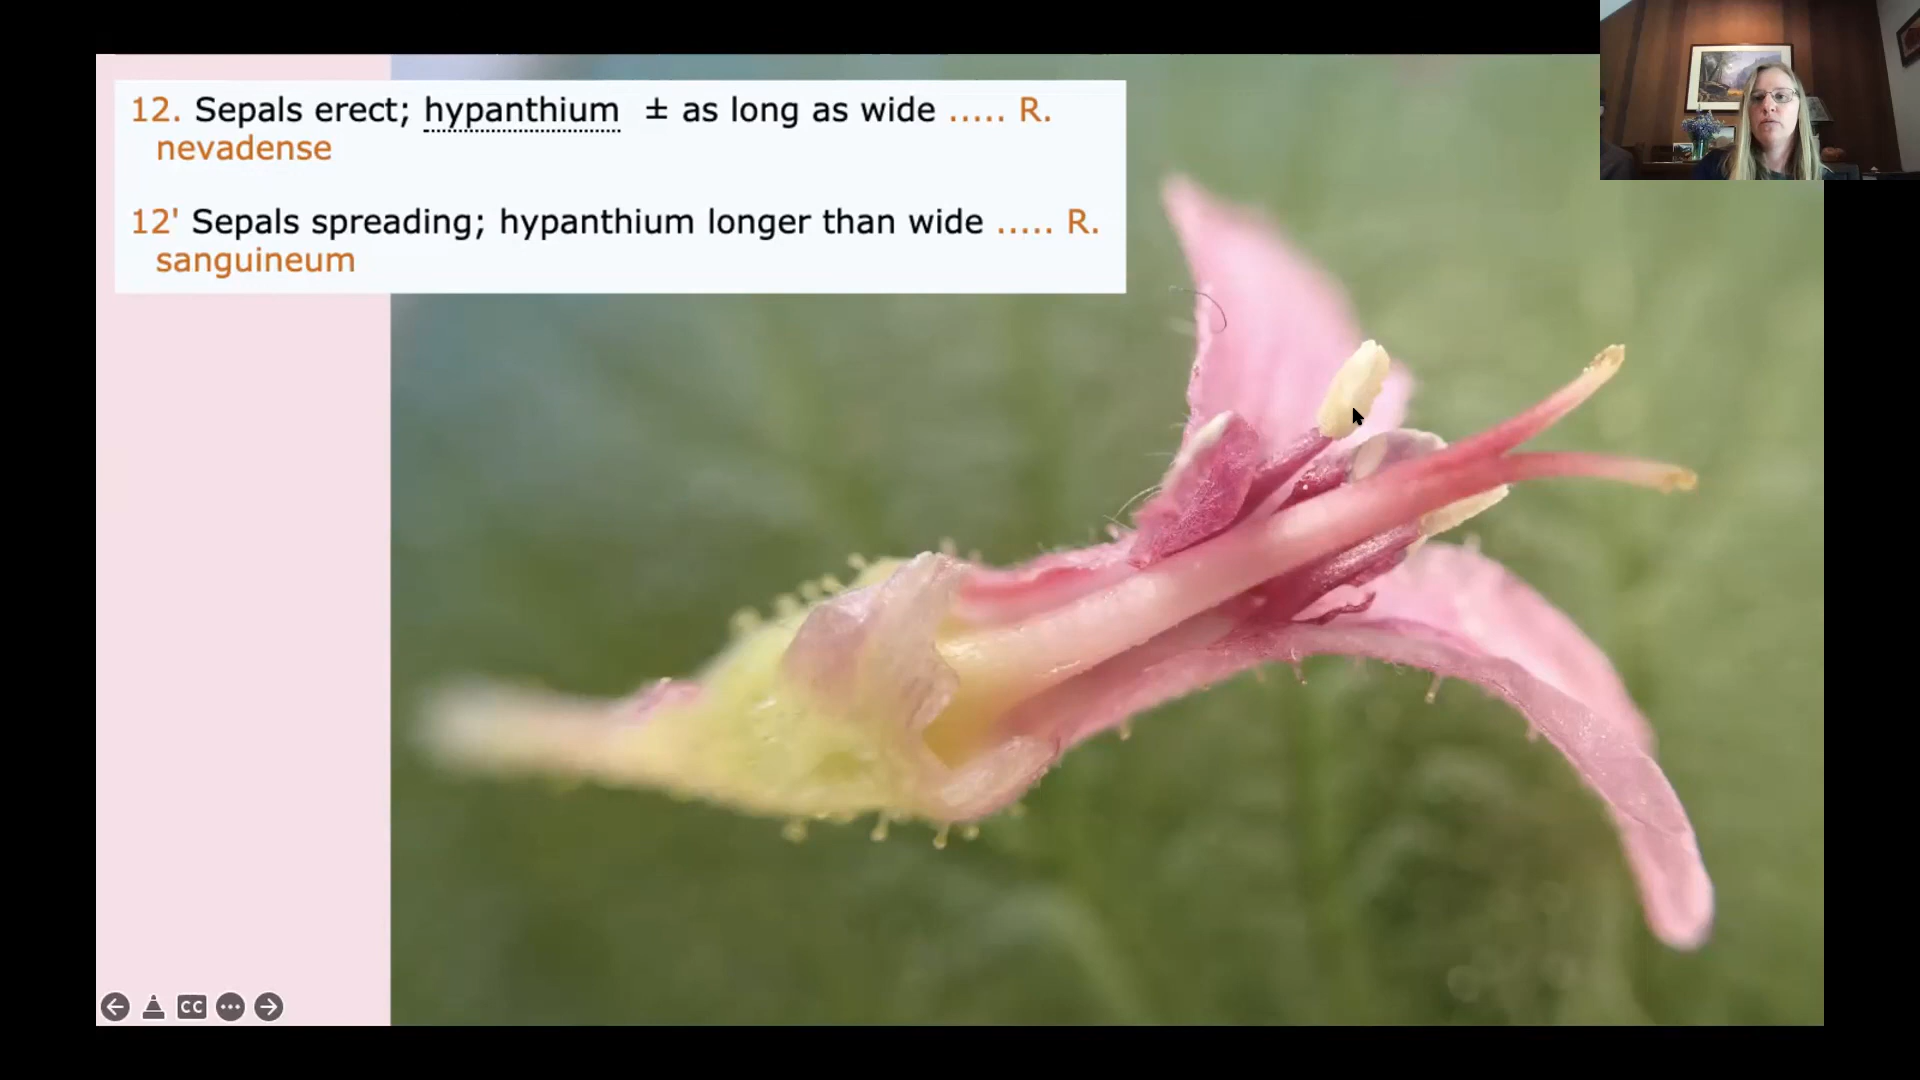 12. Sepals erect; hypanthium ± as long as wide ..... R.
nevadense
12' Sepals spreading; hypanthium longer than wide ..... R.
sanguineum
CC